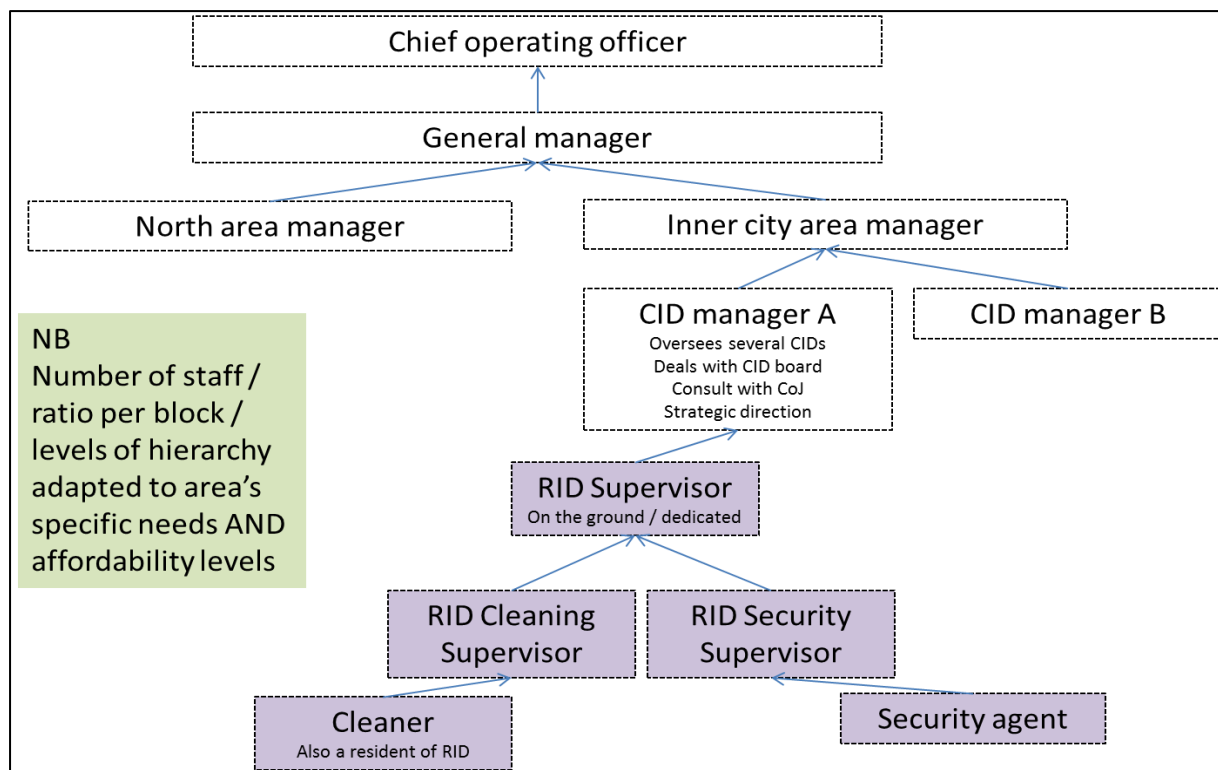 Chief operating officer
General manager
North area manager
Inner city area manager
CID manager A
Oversees several CIDs
Deals with CID board
Consult with CoJ
Strategic direction
CID manager B
NB
Number of staff /
ratio per block /
levels of hierarchy
adapted to area's
specific needs AND
affordability levels
RID Supervisor
On the ground / dedicated
RID Cleaning
Supervisor
RID Security
Supervisor
Cleaner
Also a resident of RID
Security agent